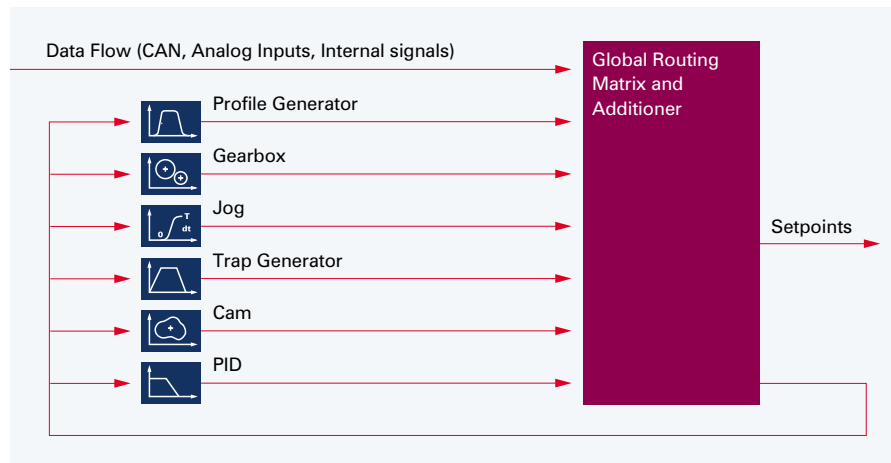 Data Flow (CAN, Analog Inputs, Internal signals)
Global Routing
Matrix and
Additioner
Profile Generator
Gearbox
Jog
T
0
dt
Trap Generator
Setpoints
Cam
PID